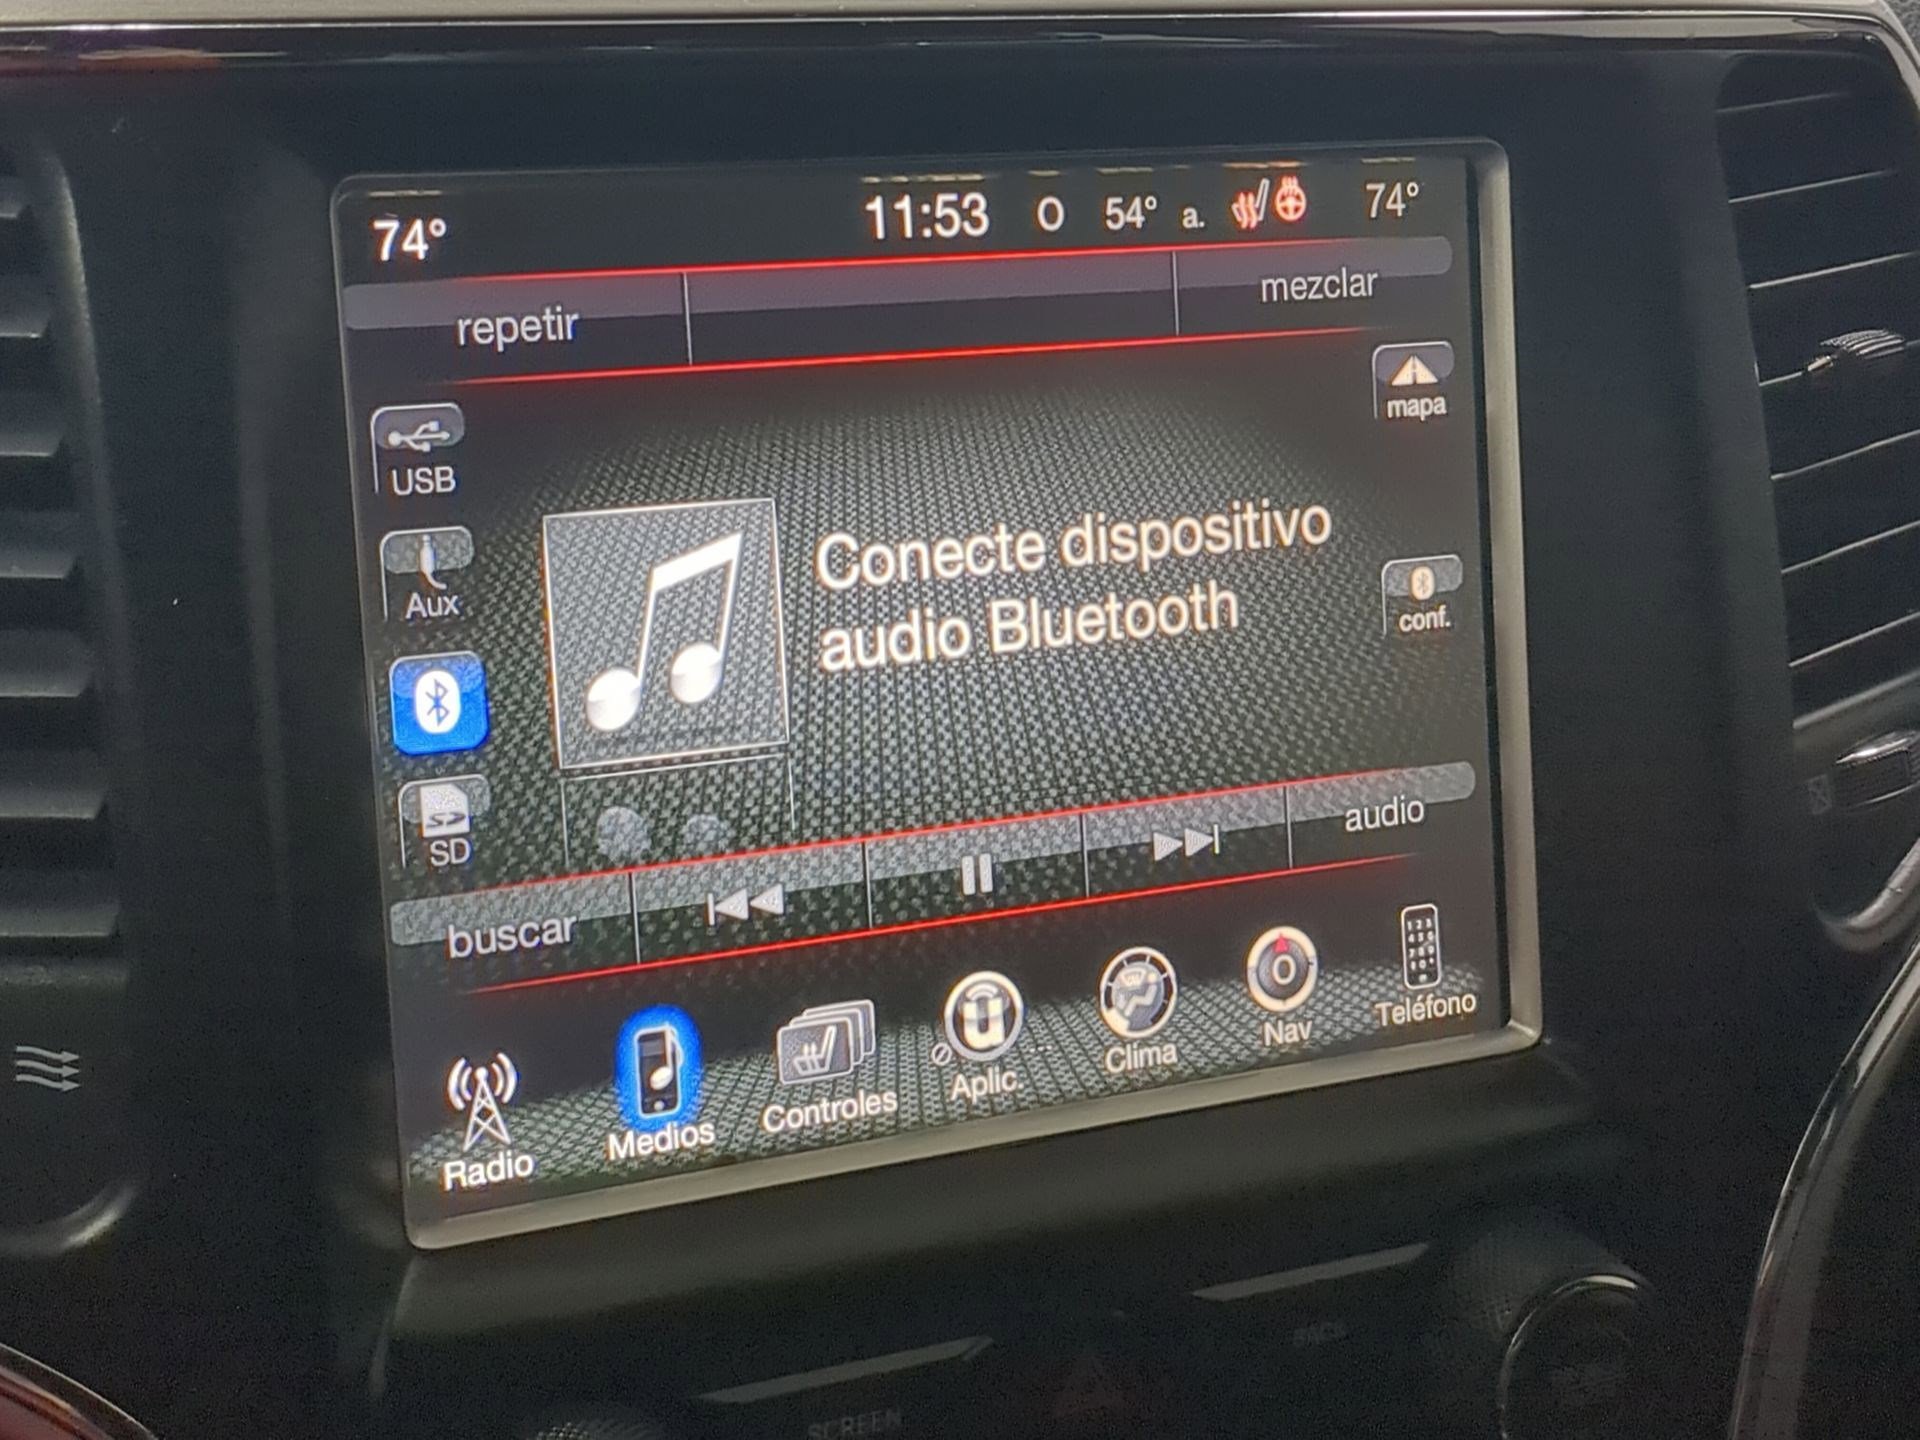 74° 11:53 O 54° a. 74°
repetir mezclar
mapa
USB
Aux
Conecte dispositivo
audio Bluetooth
conf.
SD
buscar audio
Radio Medios Controles Aplic. Clima Nav Teléfono
SCREEN